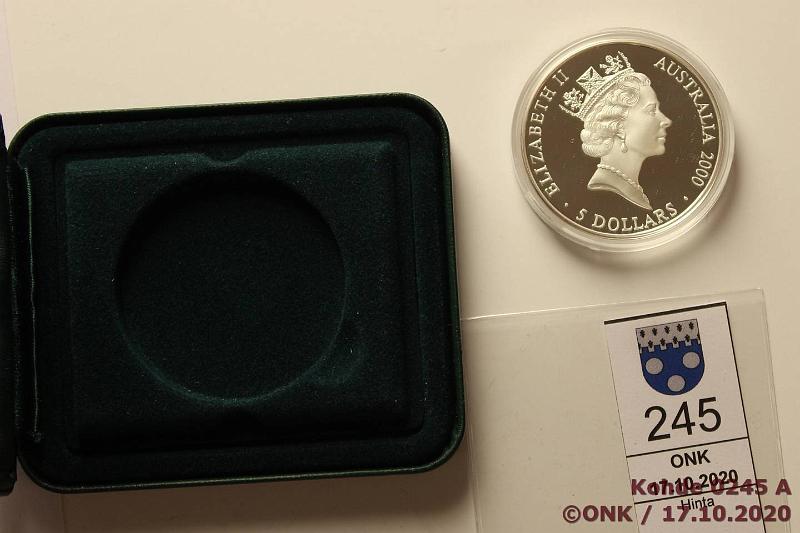 ELIZABETH II AUSTRALIA 2000
· 5 DOLLARS ·
245
ONK
17.10.2020
Hinta
Kohde 0245 A
©ONK / 17.10.2020